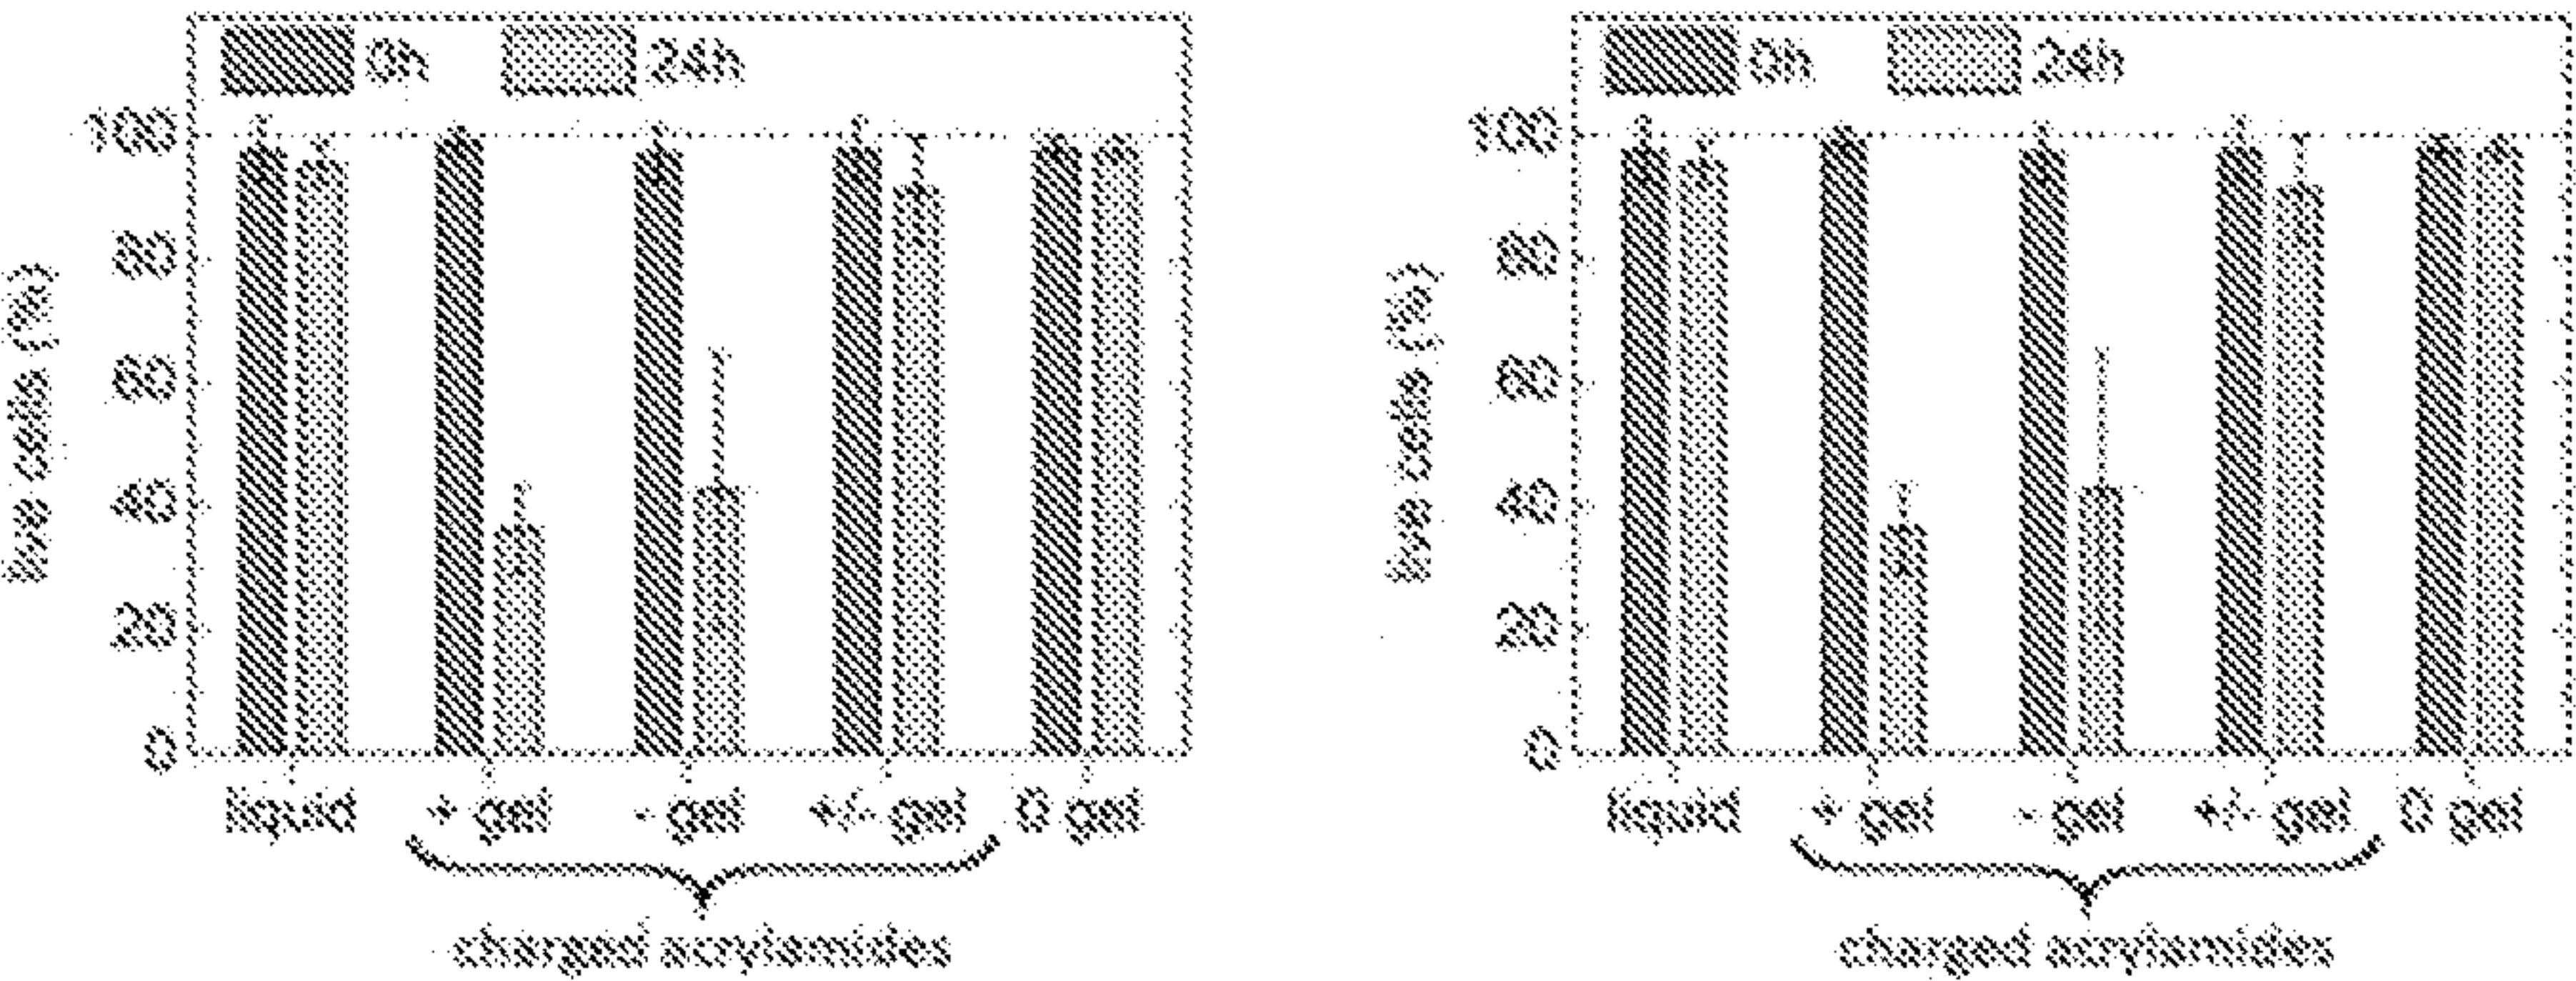 0h 24h
100
80
60
40
20
0
live cells (%)
liquid + gel - gel +/- gel 0 gel
charged acrylamides
0h 24h
100
80
60
40
20
0
live cells (%)
liquid + gel - gel +/- gel 0 gel
charged acrylamides